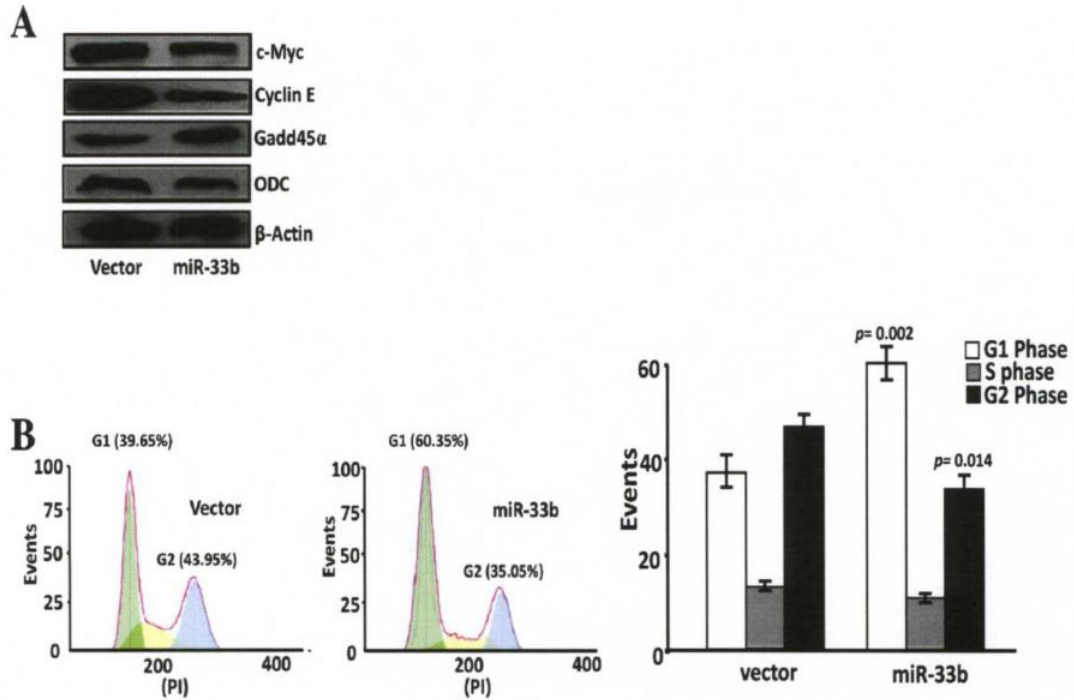 A
c-Myc
Cyclin E
Gadd45α
ODC
β-Actin
Vector miR-33b
B
G1 (39.65%)
Vector
G2 (43.95%)
100
75
50
25
0
Events
200 400
(PI)
G1 (60.35%)
miR-33b
G2 (35.05%)
100
75
50
25
0
Events
200 400
(PI)
p= 0.002
p= 0.014
G1 Phase
S phase
G2 Phase
60
40
20
0
Events
vector miR-33b